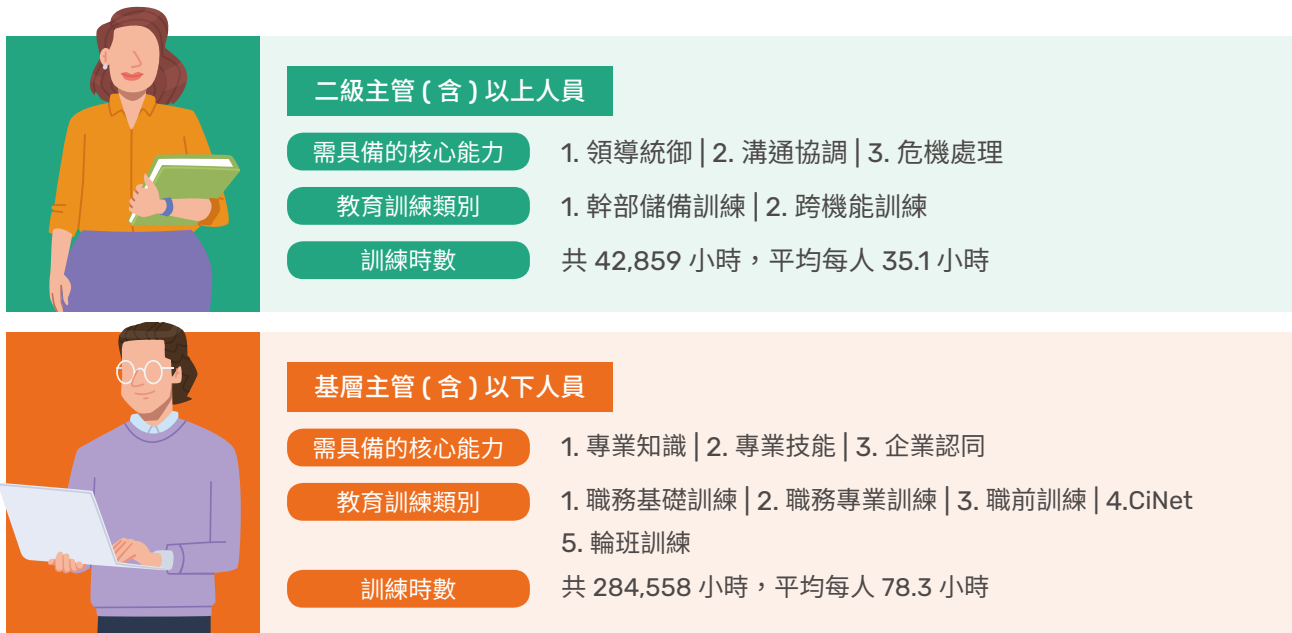 二級主管 ( 含 ) 以上人員
需具備的核心能力 1. 領導統御 | 2. 溝通協調 | 3. 危機處理
教育訓練類別 1. 幹部儲備訓練 | 2. 跨機能訓練
訓練時數 共 42,859 小時，平均每人 35.1 小時
基層主管 ( 含 ) 以下人員
需具備的核心能力 1. 專業知識 | 2. 專業技能 | 3. 企業認同
教育訓練類別 1. 職務基礎訓練 | 2. 職務專業訓練 | 3. 職前訓練 | 4.CiNet
5. 輪班訓練
訓練時數 共 284,558 小時，平均每人 78.3 小時